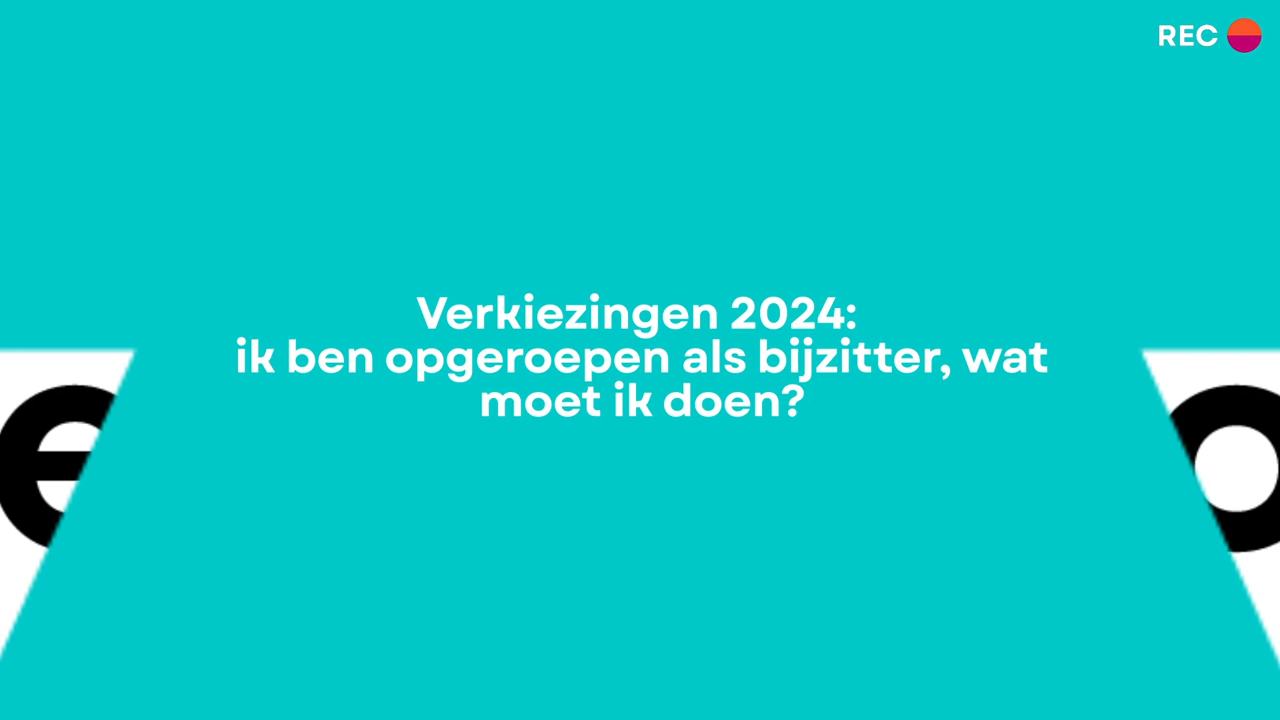 REC
Verkiezingen 2024:
ik ben opgeroepen als bijzitter, wat
moet ik doen?
e
o